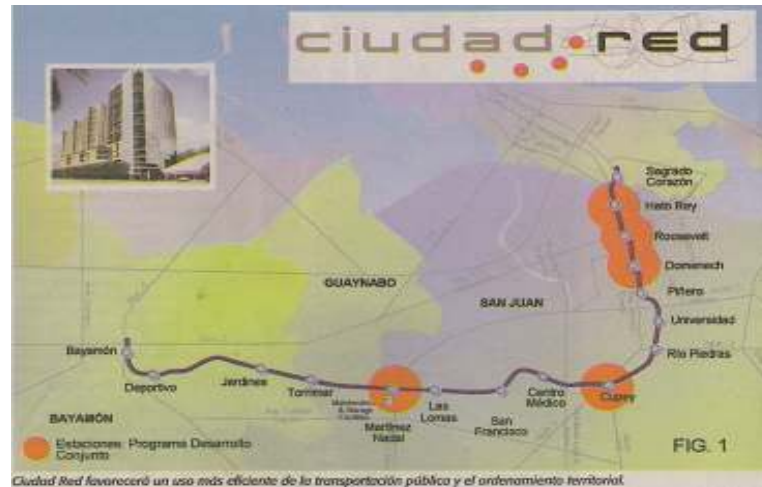 ciudad red
Sagrado
Corazón
Hato Rey
Roosevelt
Domenech
Piñero
Universidad
Río Piedras
Cupey
Centro
Médico
San
Francisco
Las
Lomas
Martínez
Nadal
Torrimar
Jardines
Deportivo
Bayamón
GUAYNABO
SAN JUAN
BAYAMÓN
Estaciones: Programa Desarrollo
Conjunto
FIG. 1
Ciudad Red favorecerá un uso más eficiente de la transportación pública y el ordenamiento territorial.